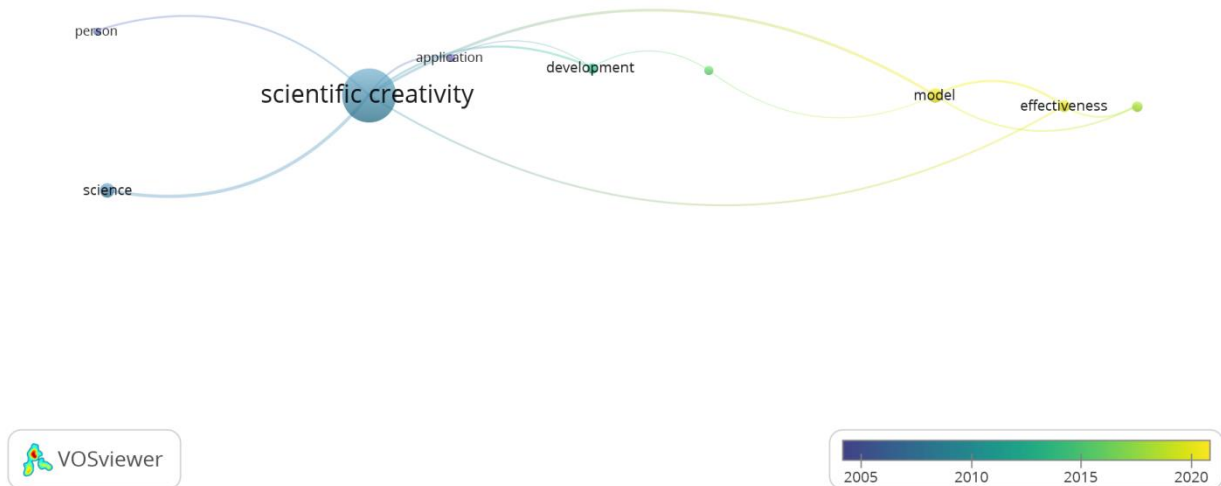 person
application
development
scientific creativity
model
effectiveness
science
VOSviewer
2005
2010
2015
2020